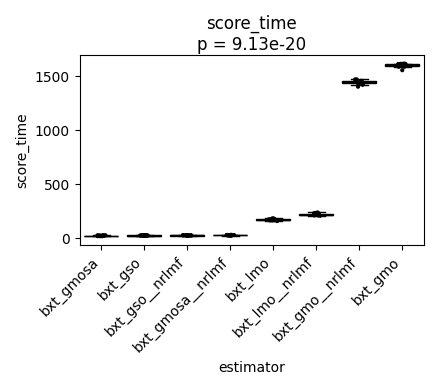 score_time
p = 9.13e-20
score_time
1500
1000
500
0
bxt_gmosa
bxt_gso
bxt_gso__nrlmf
bxt_gmosa__nrlmf
bxt_lmo
bxt_lmo__nrlmf
bxt_gmo__nrlmf
bxt_gmo
estimator